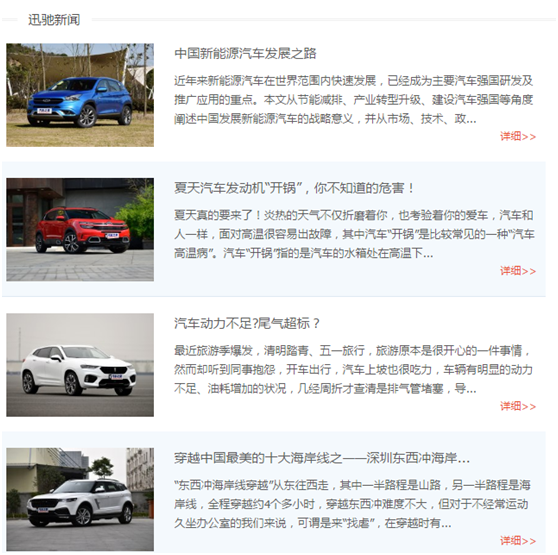 迅驰新闻
中国新能源汽车发展之路
近年来新能源汽车在世界范围内快速发展，已经成为主要汽车强国研发及
推广应用的重点。本文从节能减排、产业转型升级、建设汽车强国等角度
阐述中国发展新能源汽车的战略意义，并从市场、技术、政...
详细>>
夏天汽车发动机“开锅”，你不知道的危害！
夏天真的要来了！炎热的天气不仅折磨着你，也考验着你的爱车，汽车和
人一样，面对高温很容易出故障，其中汽车“开锅”是比较常见的一种“汽车
高温病”。汽车“开锅”指的是汽车的水箱处在高温下...
详细>>
汽车动力不足?尾气超标？
最近旅游季爆发，清明踏青、五一旅行，旅游原本是很开心的一件事情，
然而却听到同事抱怨，开车出行，汽车上坡也很吃力，车辆有明显的动力
不足、油耗增加的状况，几经周折才查清是排气管堵塞，导...
详细>>
穿越中国最美的十大海岸线之——深圳东西冲海岸...
“东西冲海岸线穿越”从东往西走，其中一半路程是山路，另一半路程是海
岸线，全程穿越约4个多小时，穿越东西冲难度不大，但对于不经常运动
久坐办公室的我们来说，可谓是来“找虐”，在穿越时有...
详细>>